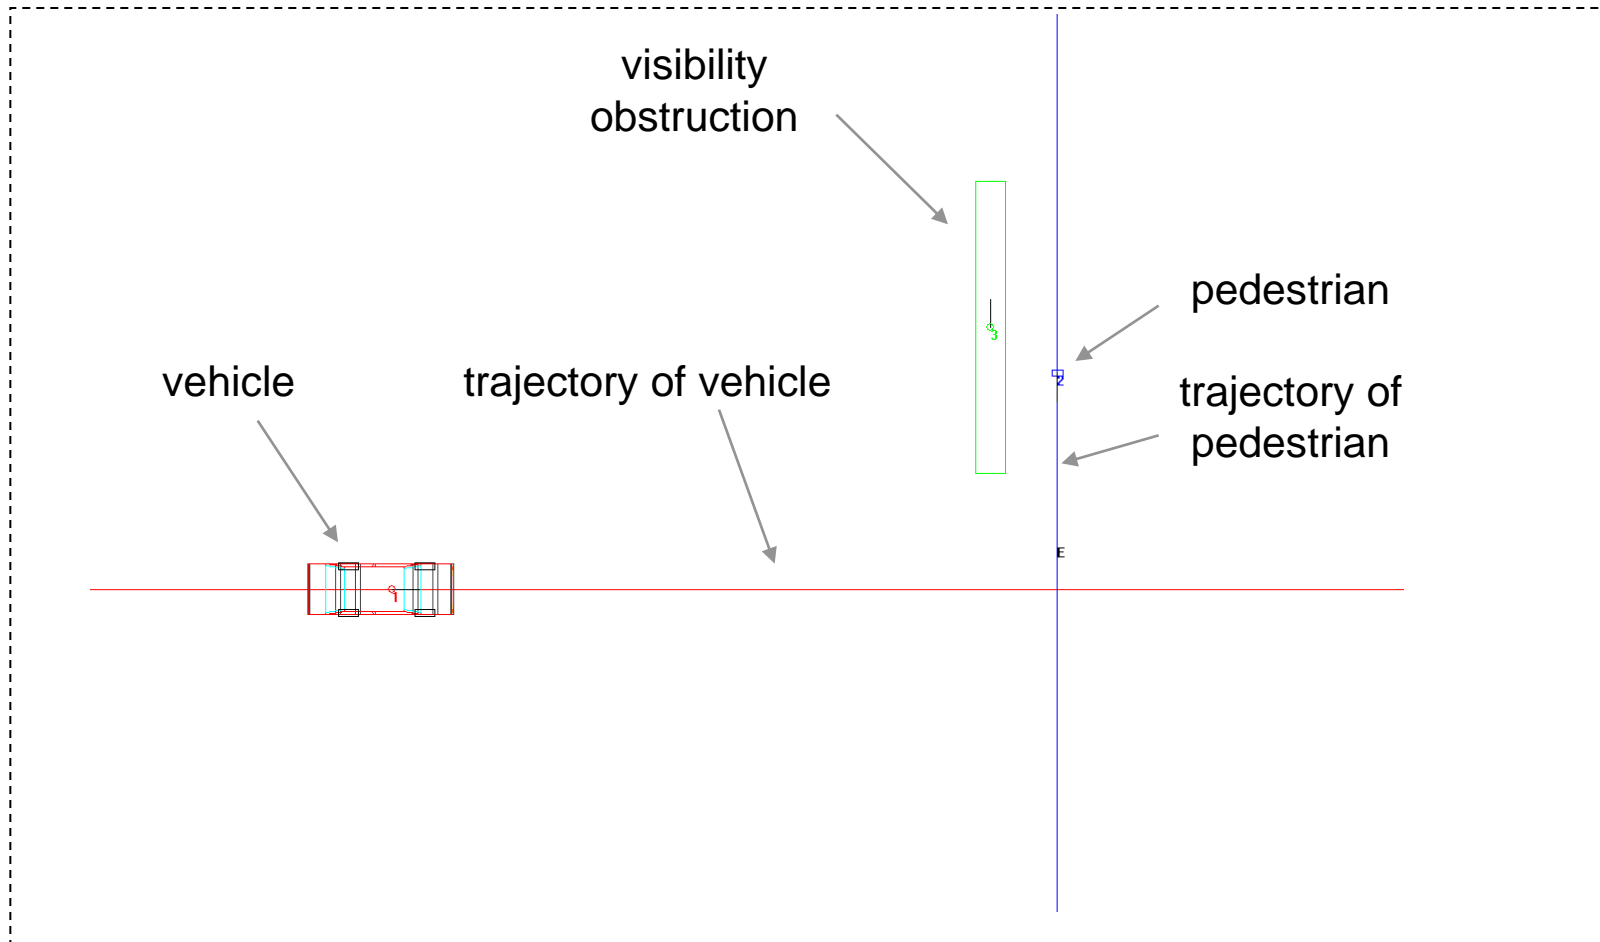 visibility
obstruction
3
pedestrian
2
vehicle
trajectory of vehicle
trajectory of
pedestrian
E
1